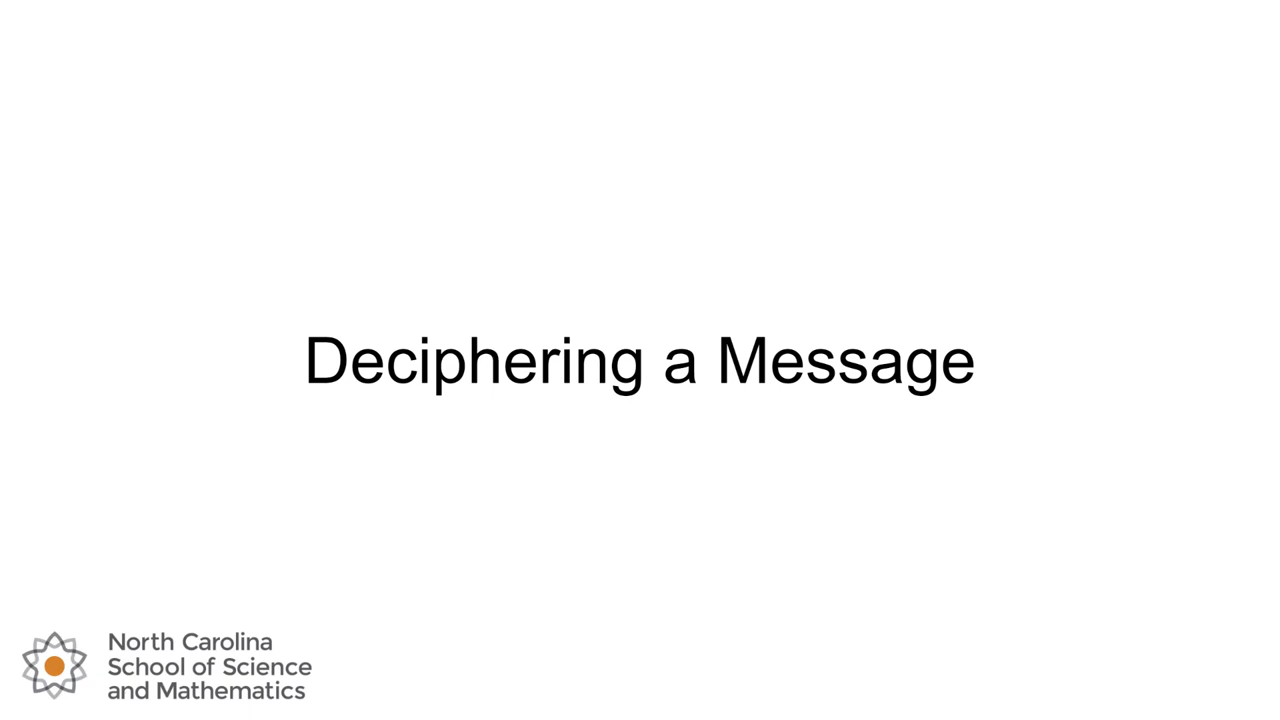 Deciphering a Message
North Carolina
School of Science
and Mathematics